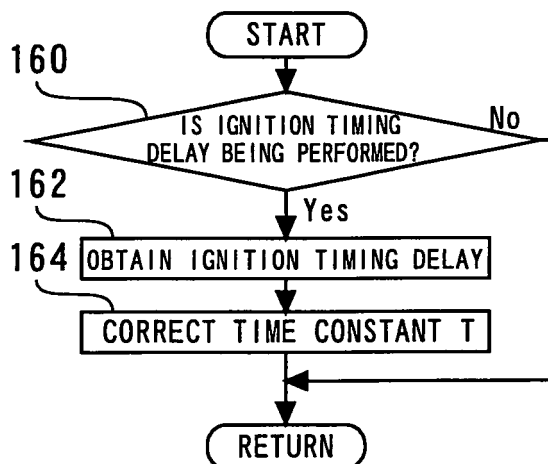 START
160
IS IGNITION TIMING
DELAY BEING PERFORMED?
No
Yes
162
OBTAIN IGNITION TIMING DELAY
164
CORRECT TIME CONSTANT T
RETURN